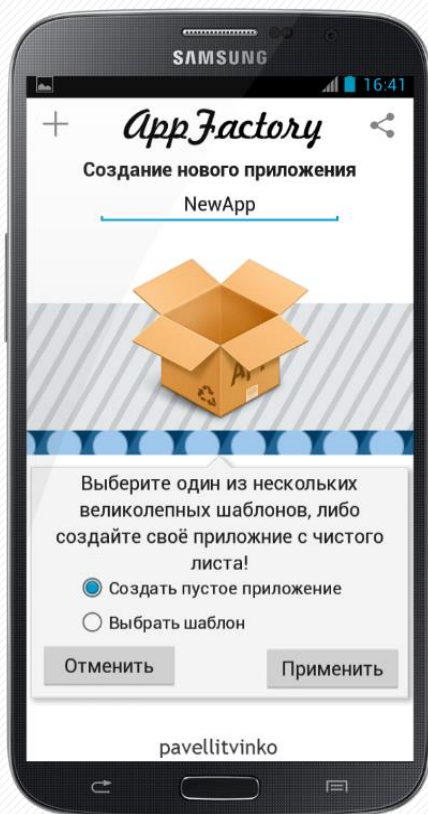 SAMSUNG
16:41
AppFactory
Создание нового приложения
NewApp
APP
Выберите один из нескольких
великолепных шаблонов, либо
создайте своё приложние с чистого
листа!
Создать пустое приложение
Выбрать шаблон
Отменить
Применить
pavellitvinko